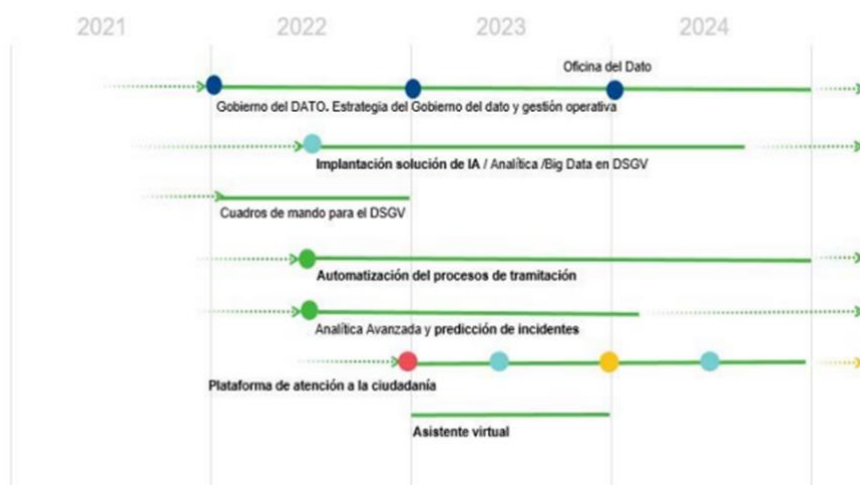 2021 2022 2023 2024
Oficina del Dato
Gobierno del DATO. Estrategia del Gobierno del dato y gestión operativa
Implantación solución de IA / Analítica /Big Data en DSGV
Cuadros de mando para el DSGV
Automatización del procesos de tramitación
Analítica Avanzada y predicción de incidentes
Plataforma de atención a la ciudadanía
Asistente virtual